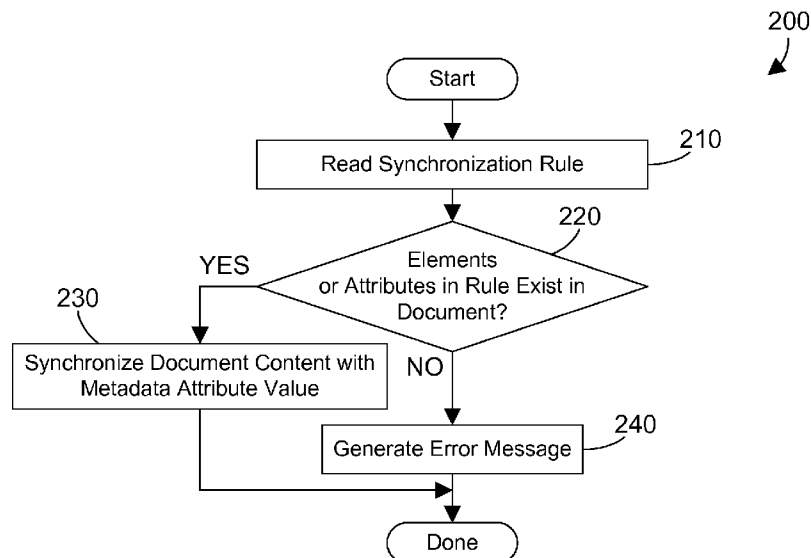 200
Start
210
Read Synchronization Rule
220
Elements
or Attributes in Rule Exist in
Document?
YES
230
Synchronize Document Content with
Metadata Attribute Value
NO
240
Generate Error Message
Done